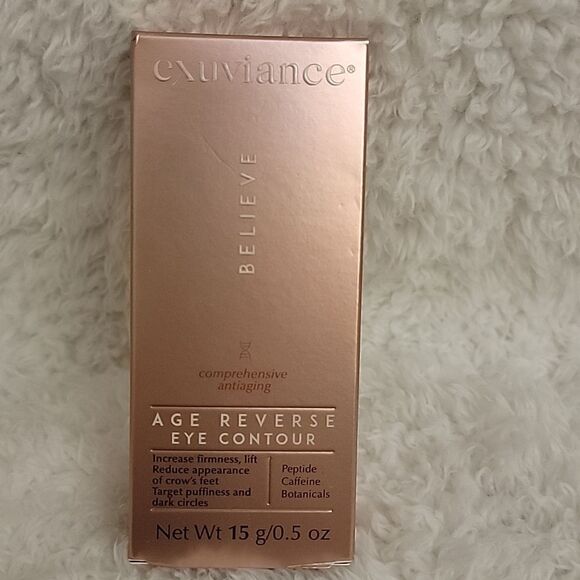 exuviance®
BELIEVE
comprehensive
antiaging
AGE REVERSE
EYE CONTOUR
Increase firmness, lift
Reduce appearance
of crow's feet
Target puffiness and
dark circles
Peptide
Caffeine
Botanicals
Net Wt 15 g/0.5 oz